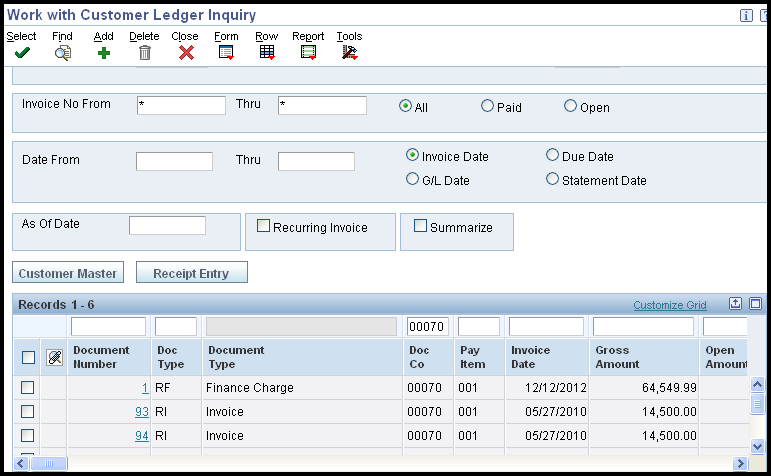 Work with Customer Ledger Inquiry
Select Find Add Delete Close Form Row Report Tools
Invoice No From * Thru * All Paid Open
Date From Thru Invoice Date Due Date
G/L Date Statement Date
As Of Date Recurring Invoice Summarize
Customer Master Receipt Entry
Records 1 - 6 Customize Grid
00070
Document Number Doc Type Document Type Doc Co Pay Item Invoice Date Gross Amount Open Amount
1 RF Finance Charge 00070 001 12/12/2012 64,549.99
93 RI Invoice 00070 001 05/27/2010 14,500.00
94 RI Invoice 00070 001 05/27/2010 14,500.00